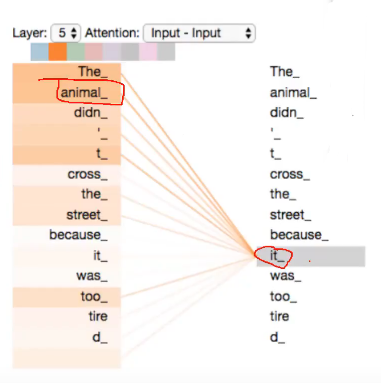 Layer: 5 Attention: Input - Input
The_ The_
animal_ animal_
didn_ didn_
'_ '_
t_ t_
cross_ cross_
the_ the_
street_ street_
because_ because_
it_ it_
was_ was_
too_ too_
tire tire
d_ d_